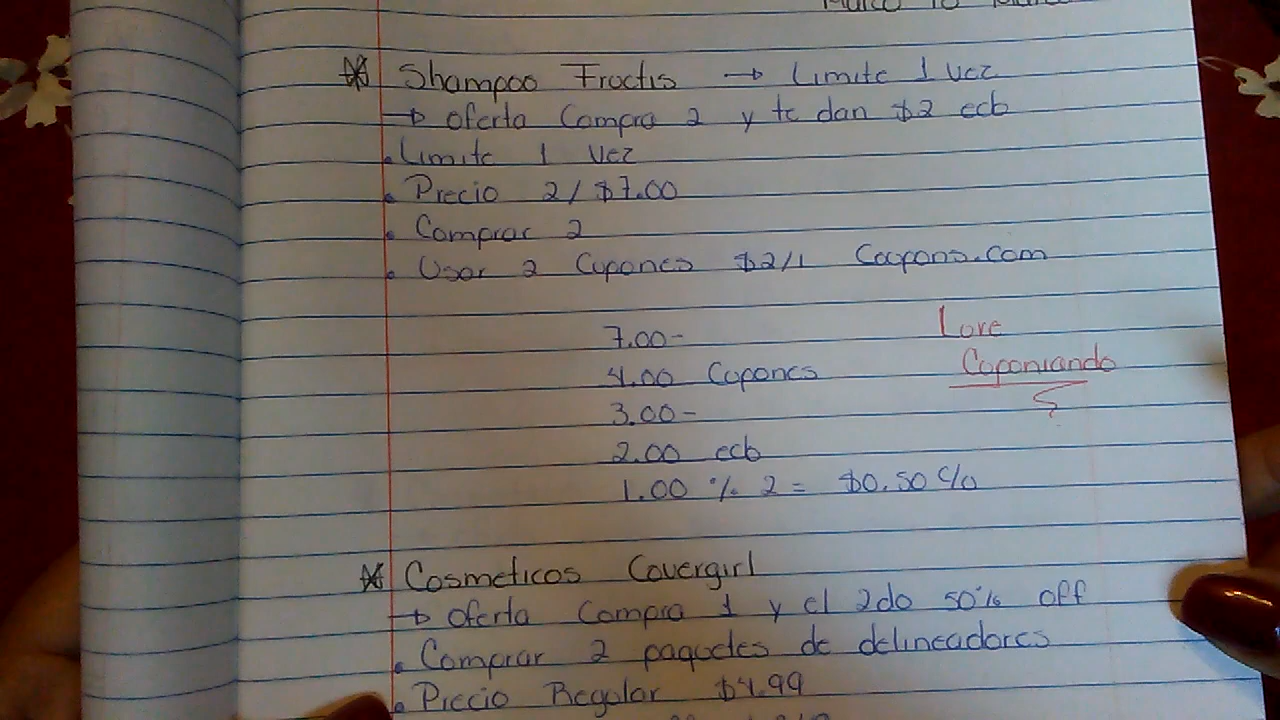 * Shampoo Fructis → Limite 1 vez
→ oferta Compra 2 y te dan $2 ecb
• Limite 1 vez
• Precio 2/$7.00
• Comprar 2
• Usar 2 Cupones $2/1 Coupons.com
7.00-
4.00 Cupones
3.00-
2.00 ecb
1.00 % 2 = $0.50 c/u
Love
Cuponiando
* Cosmeticos Covergirl
→ oferta Compra 1 y el 2do 50% off
• Comprar 2 paquetes de delineadores
• Precio Regular $4.99